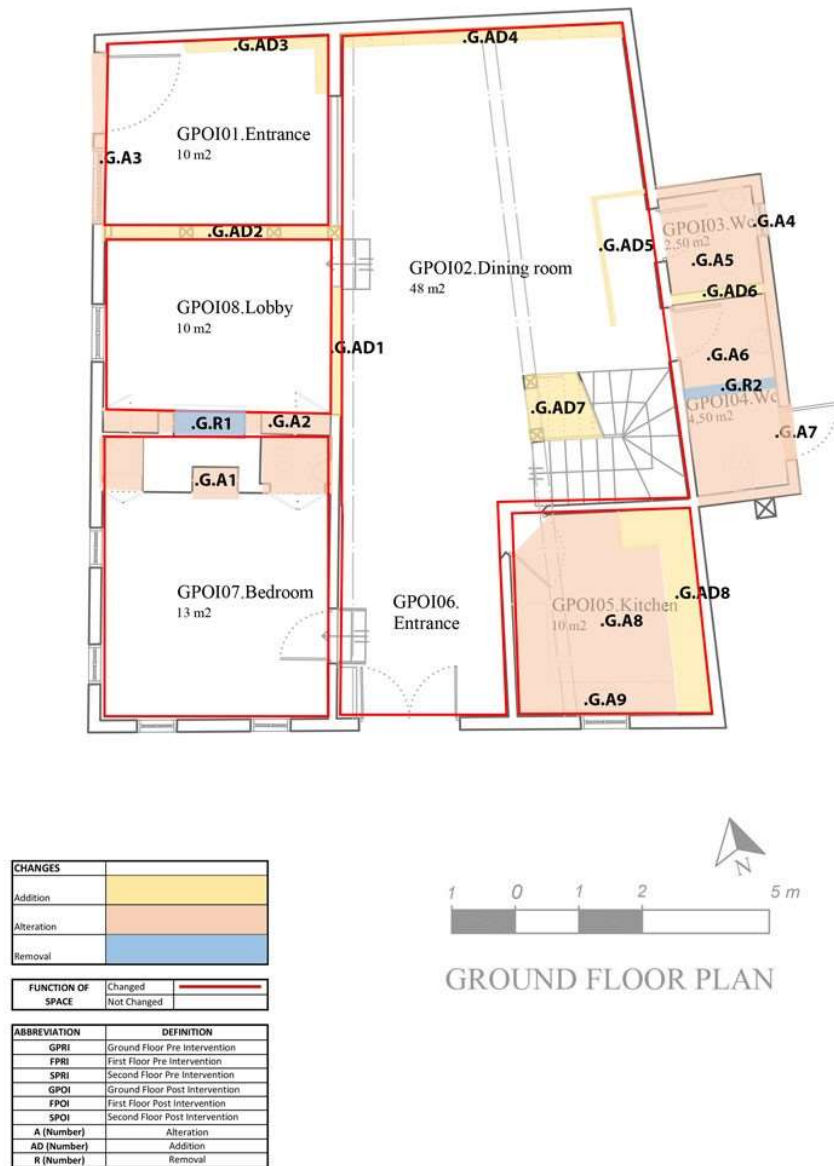 .G.AD3
.G.AD4
GPOI01.Entrance
10 m2
.G.A3
.G.AD2
GPOI03.Wc
2,50 m2
.G.A4
.G.A5
.G.AD5
GPOI02.Dining room
48 m2
.G.AD6
GPOI08.Lobby
10 m2
.G.AD1
.G.A6
.G.R2
GPOI04.Wc
4,50 m2
.G.A7
.G.AD7
.G.R1
.G.A2
.G.A1
GPOI07.Bedroom
13 m2
GPOI06.
Entrance
GPOI05.Kitchen
10 m2
.G.AD8
.G.A8
.G.A9
N
1 0 1 2 5 m
GROUND FLOOR PLAN
CHANGES
Addition
Alteration
Removal
FUNCTION OF SPACE
Changed
Not Changed
ABBREVIATION DEFINITION
GPRI Ground Floor Pre Intervention
FPRI First Floor Pre Intervention
SPRI Second Floor Pre Intervention
GPOI Ground Floor Post Intervention
FPOI First Floor Post Intervention
SPOI Second Floor Post Intervention
A (Number) Alteration
AD (Number) Addition
R (Number) Removal